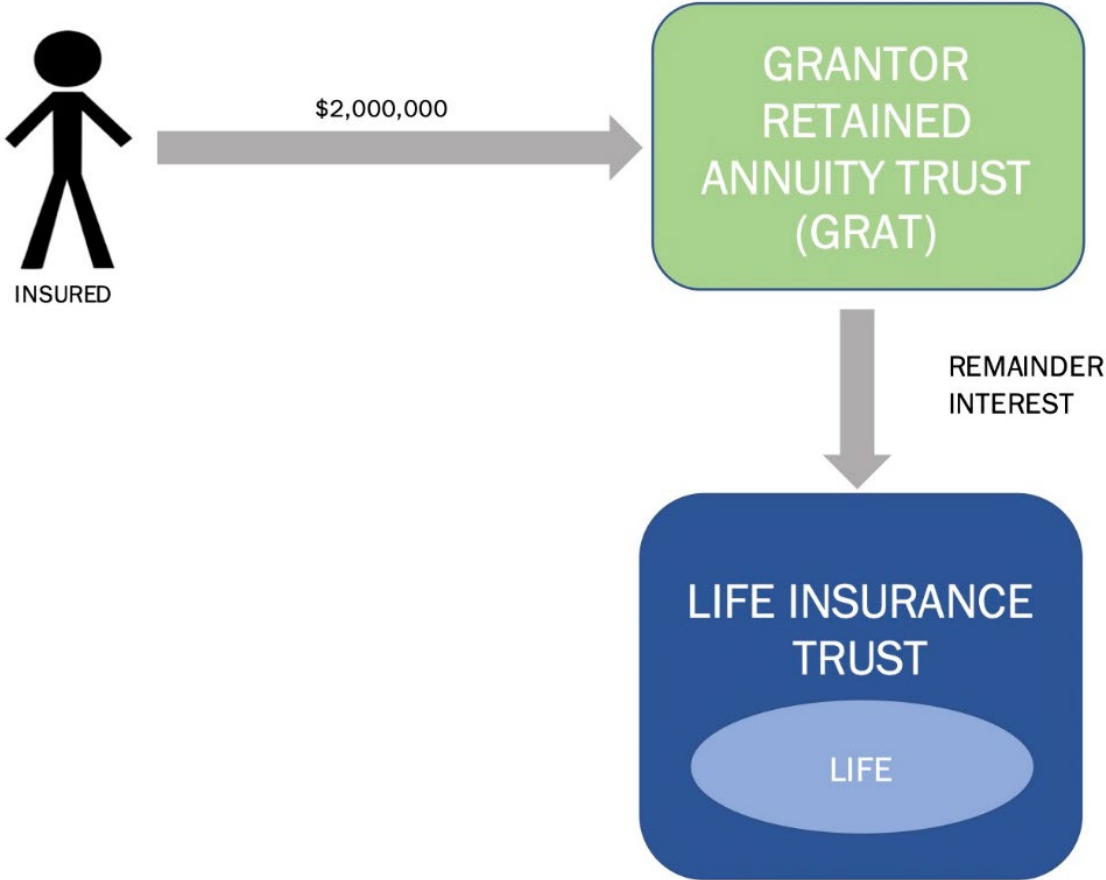 $2,000,000
GRANTOR
RETAINED
ANNUITY TRUST
(GRAT)
INSURED
REMAINDER
INTEREST
LIFE INSURANCE
TRUST
LIFE